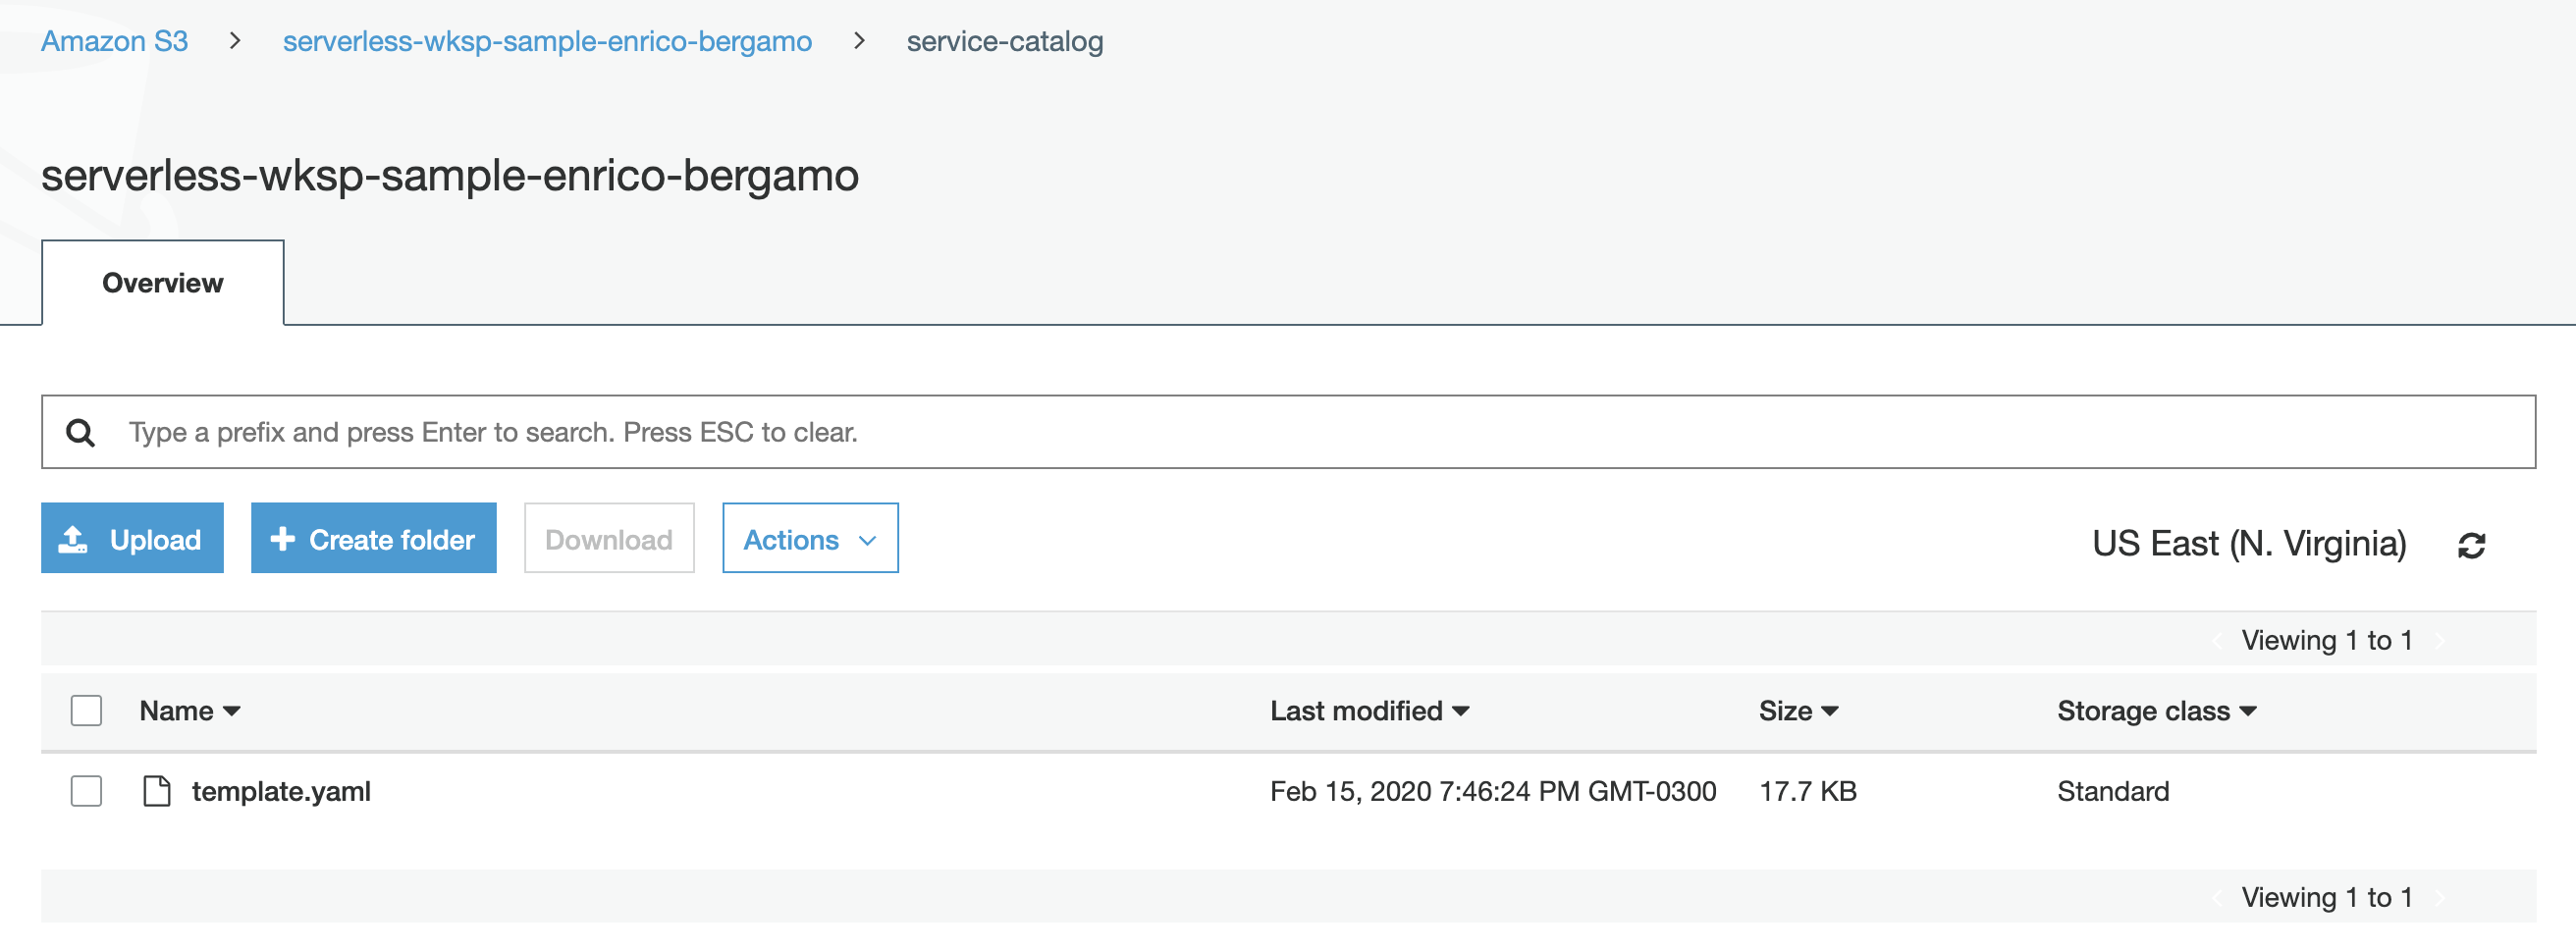 Amazon S3 > serverless-wksp-sample-enrico-bergamo > service-catalog
serverless-wksp-sample-enrico-bergamo
Overview
Type a prefix and press Enter to search. Press ESC to clear.
Upload + Create folder Download Actions US East (N. Virginia)
Viewing 1 to 1
Name Last modified Size Storage class
template.yaml Feb 15, 2020 7:46:24 PM GMT-0300 17.7 KB Standard
Viewing 1 to 1